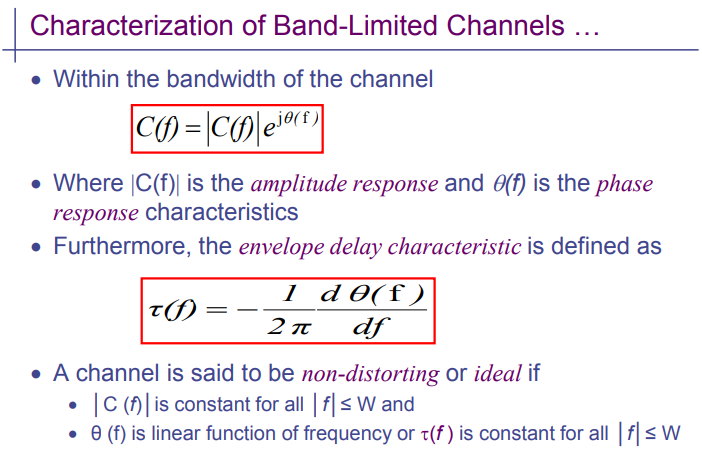 Characterization of Band-Limited Channels …
• Within the bandwidth of the channel
C(f) = |C(f)| e^{jθ(f)}
• Where |C(f)| is the amplitude response and θ(f) is the phase
response characteristics
• Furthermore, the envelope delay characteristic is defined as
τ(f) = − \frac{1}{2π} \frac{d θ(f)}{df}
• A channel is said to be non-distorting or ideal if
• |C (f)| is constant for all |f| ≤ W and
• θ (f) is linear function of frequency or τ(f) is constant for all |f| ≤ W